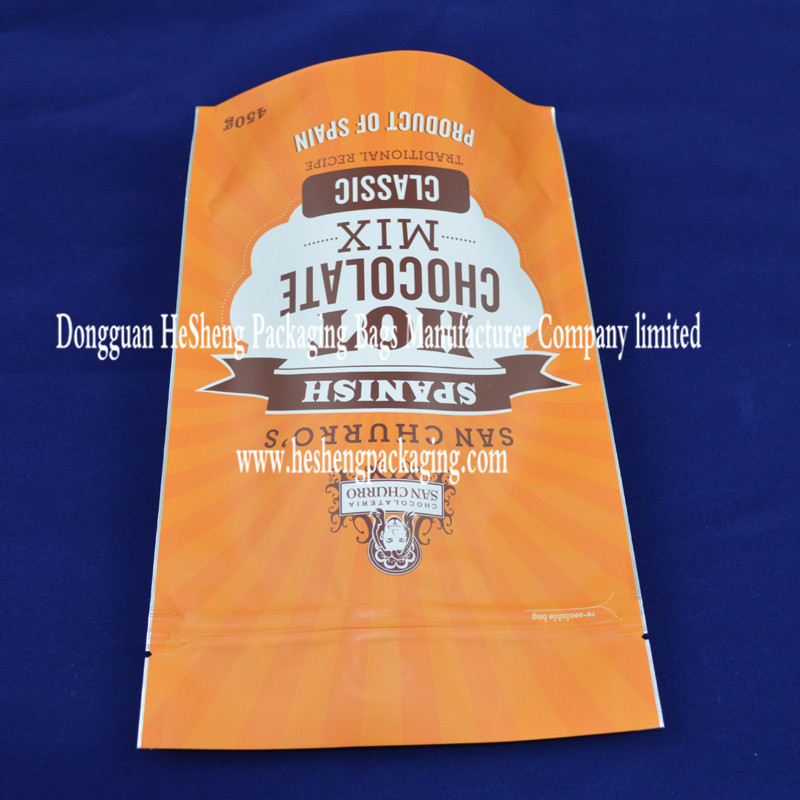 450g
PRODUCT OF SPAIN
TRADITIONAL RECIPE
CLASSIC
MIX
CHOCOLATE
HOT
Dongguan HeSheng Packaging Bags Manufacturer Company limited
SPANISH
SAN CHURRO'S
www.heshengpackaging.com
SAN CHURRO
CHOCOLATERIA
re-sealable bag